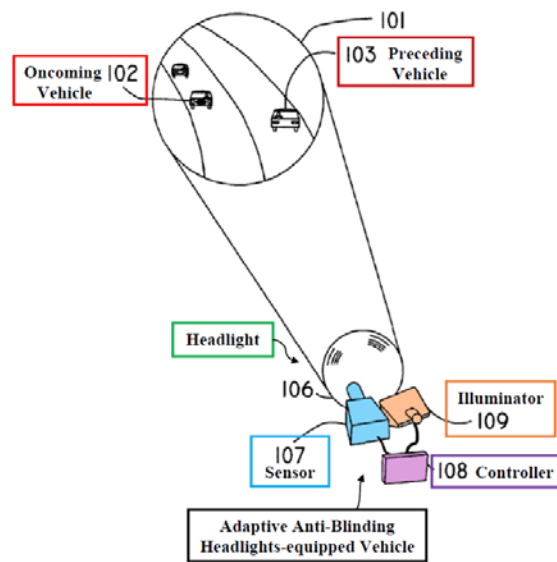 101
Oncoming 102
Vehicle
103 Preceding
Vehicle
Headlight
106
Illuminator
109
107
Sensor
108 Controller
Adaptive Anti-Blinding
Headlights-equipped Vehicle